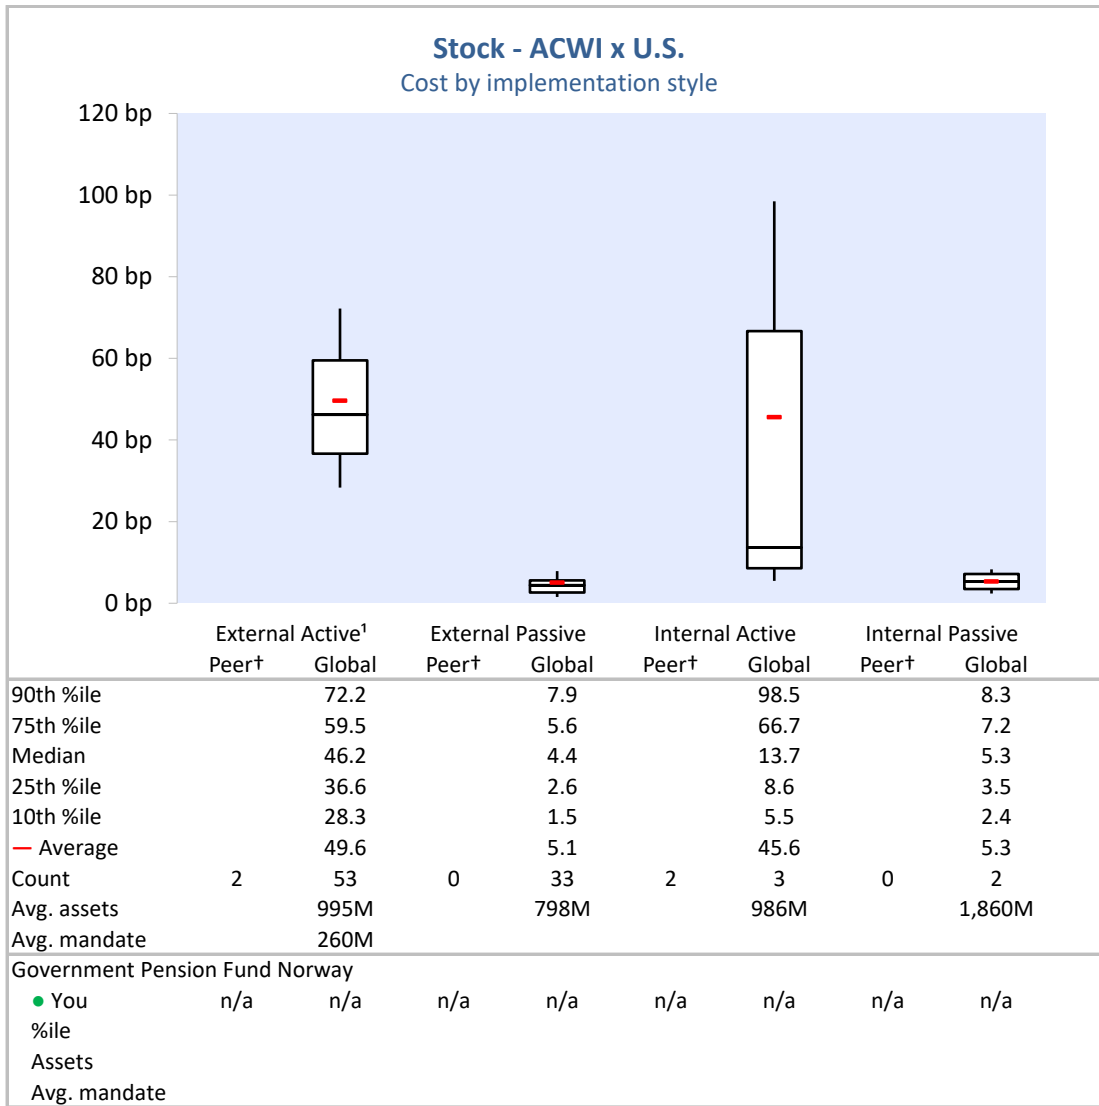 Stock - ACWI x U.S.
Cost by implementation style
120 bp
100 bp
80 bp
60 bp
40 bp
20 bp
0 bp
External Active¹ External Passive Internal Active Internal Passive
Peer† Global Peer† Global Peer† Global Peer† Global
90th %ile 72.2 7.9 98.5 8.3
75th %ile 59.5 5.6 66.7 7.2
Median 46.2 4.4 13.7 5.3
25th %ile 36.6 2.6 8.6 3.5
10th %ile 28.3 1.5 5.5 2.4
Average 49.6 5.1 45.6 5.3
Count 2 53 0 33 2 3 0 2
Avg. assets 995M 798M 986M 1,860M
Avg. mandate 260M
Government Pension Fund Norway
You n/a n/a n/a n/a n/a n/a n/a n/a
%ile
Assets
Avg. mandate